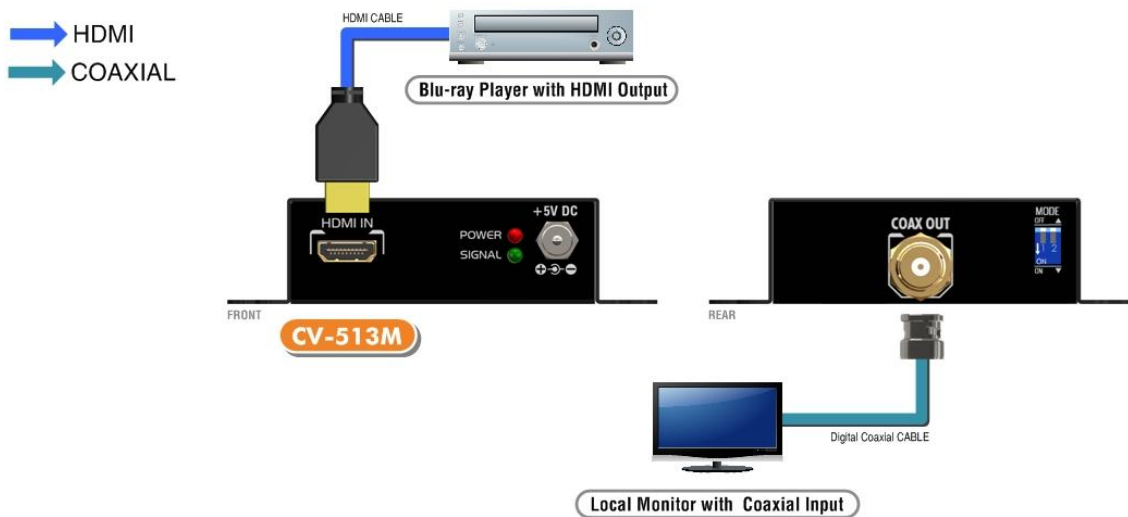 HDMI
COAXIAL
HDMI CABLE
Blu-ray Player with HDMI Output
HDMI IN
POWER
SIGNAL
+5V DC
FRONT
CV-513M
COAX OUT
MODE
OFF
1 2
ON
ON
REAR
Digital Coaxial CABLE
Local Monitor with Coaxial Input